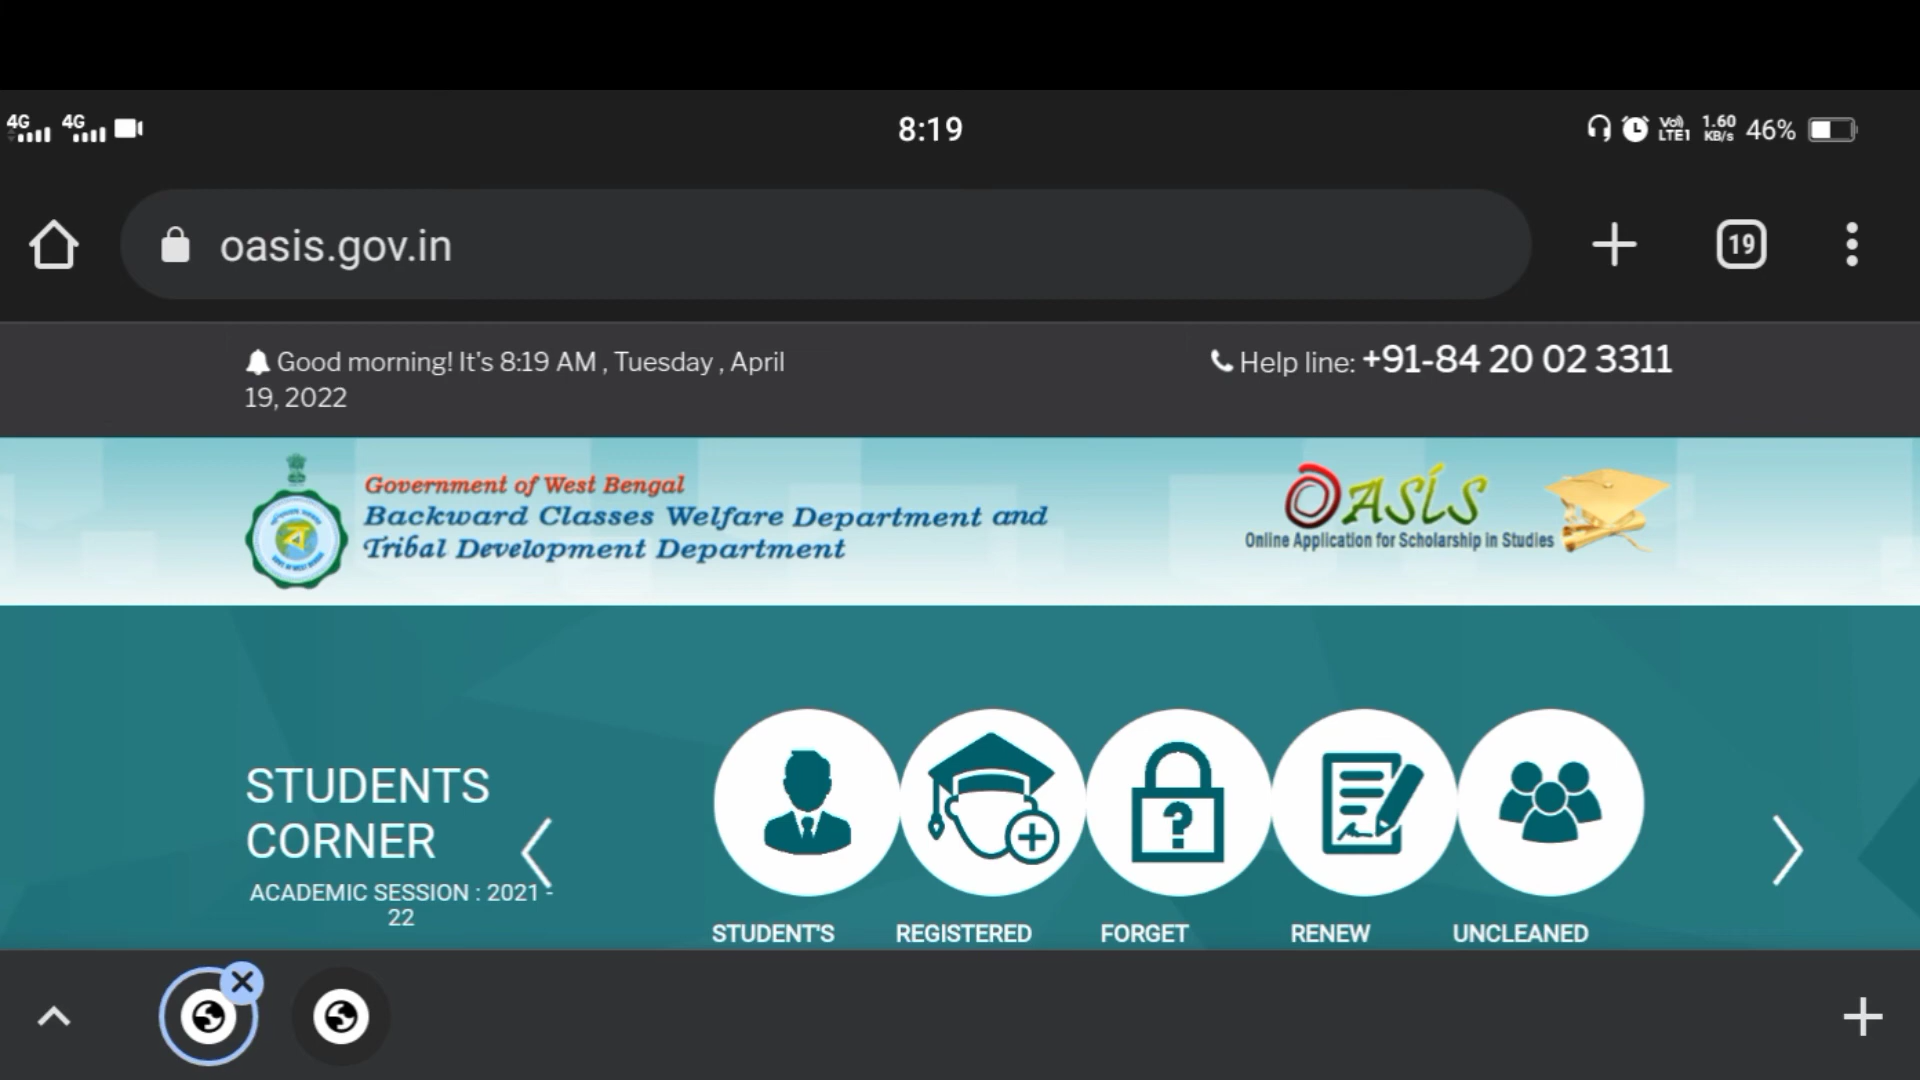 4G 4G
8:19
Vo) LTE1 1.60 KB/s 46%
oasis.gov.in
19
Good morning! It's 8:19 AM , Tuesday , April
19, 2022
Help line: +91-84 20 02 3311
Government of West Bengal
Backward Classes Welfare Department and
Tribal Development Department
OASIS
Online Application for Scholarship in Studies
STUDENTS
CORNER
ACADEMIC SESSION : 2021 -
22
STUDENT'S
REGISTERED
FORGET
RENEW
UNCLEANED